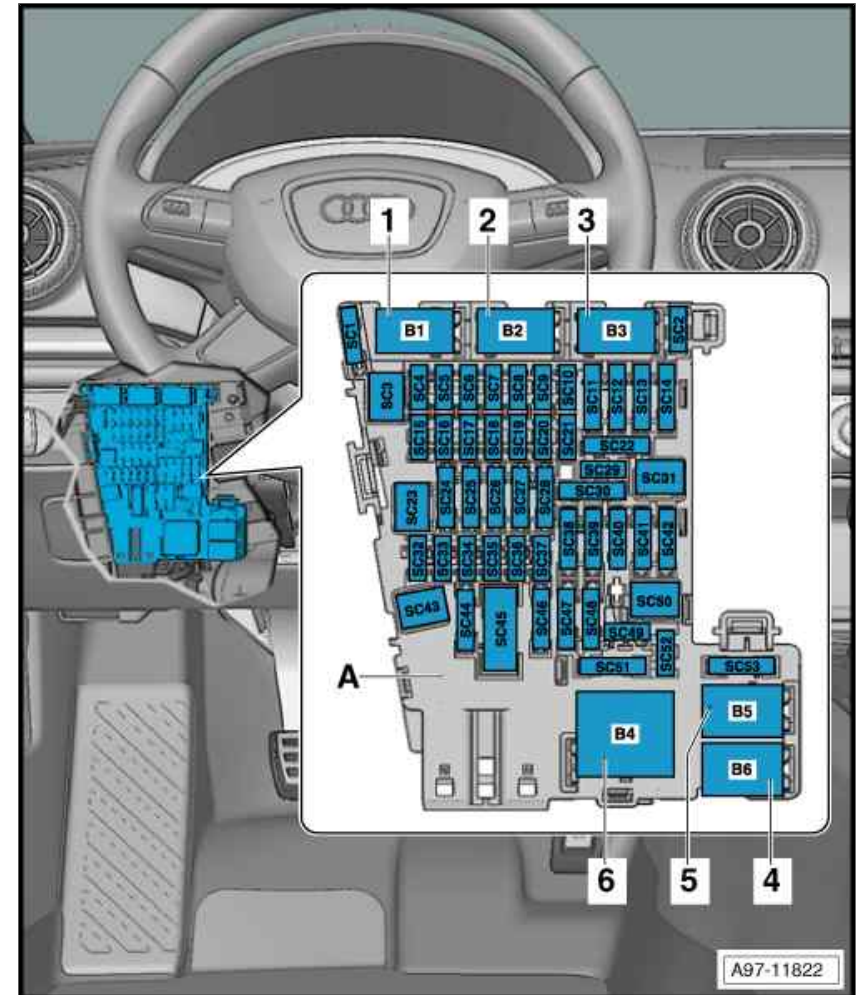 1 2 3
SC1 B1 B2 B3 SC2
SC3 SC4 SC5 SC6 SC7 SC8 SC9 SC10 SC11 SC12 SC13 SC14
SC15 SC16 SC17 SC18 SC19 SC20 SC21 SC22
SC29 SC31
SC23 SC24 SC25 SC26 SC27 SC28 SC30
SC32 SC33 SC34 SC35 SC36 SC37 SC38 SC39 SC40 SC41 SC42
SC43 SC44 SC45 SC46 SC47 SC48 SC50
SC49
A SC51 SC52 SC53
B4 B5
B6
6 5 4
A97-11822